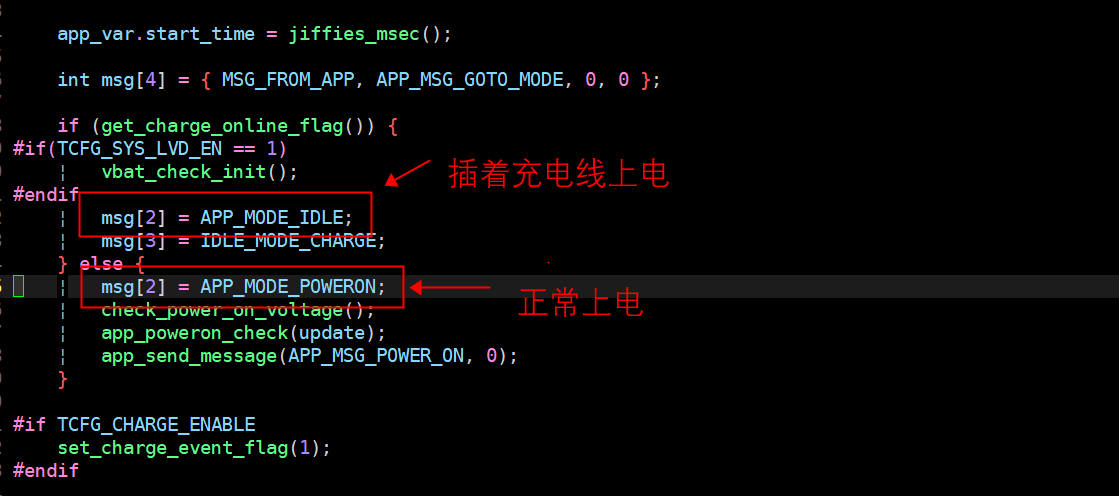 app_var.start_time = jiffies_msec();
int msg[4] = { MSG_FROM_APP, APP_MSG_GOTO_MODE, 0, 0 };
if (get_charge_online_flag()) {
#if(TCFG_SYS_LVD_EN == 1)
vbat_check_init();
插着充电线上电
#endif
msg[2] = APP_MODE_IDLE;
msg[3] = IDLE_MODE_CHARGE;
} else {
msg[2] = APP_MODE_POWERON;
正常上电
check_power_on_voltage();
app_poweron_check(update);
app_send_message(APP_MSG_POWER_ON, 0);
}
#if TCFG_CHARGE_ENABLE
set_charge_event_flag(1);
#endif